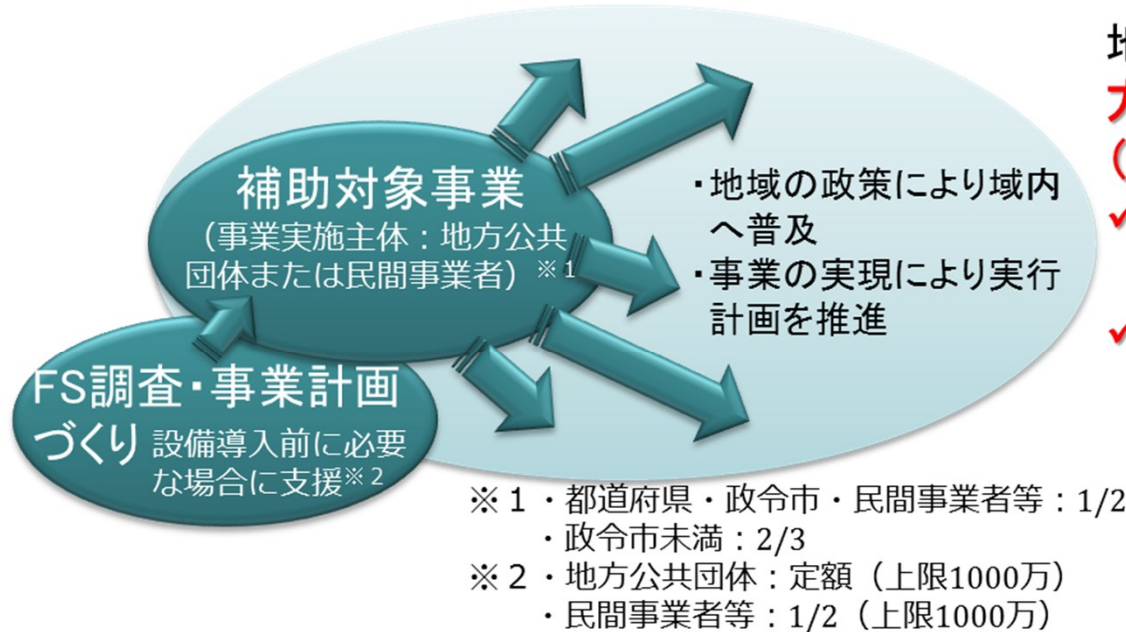 補助対象事業
（事業実施主体：地方公共
団体または民間事業者）※1
・地域の政策により域内
へ普及
・事業の実現により実行
計画を推進
FS調査・事業計画
づくり 設備導入前に必要
な場合に支援※2
※１・都道府県・政令市・民間事業者等：1/2
・政令市未満：2/3
※２・地方公共団体：定額（上限1000万）
・民間事業者等：1/2（上限1000万）